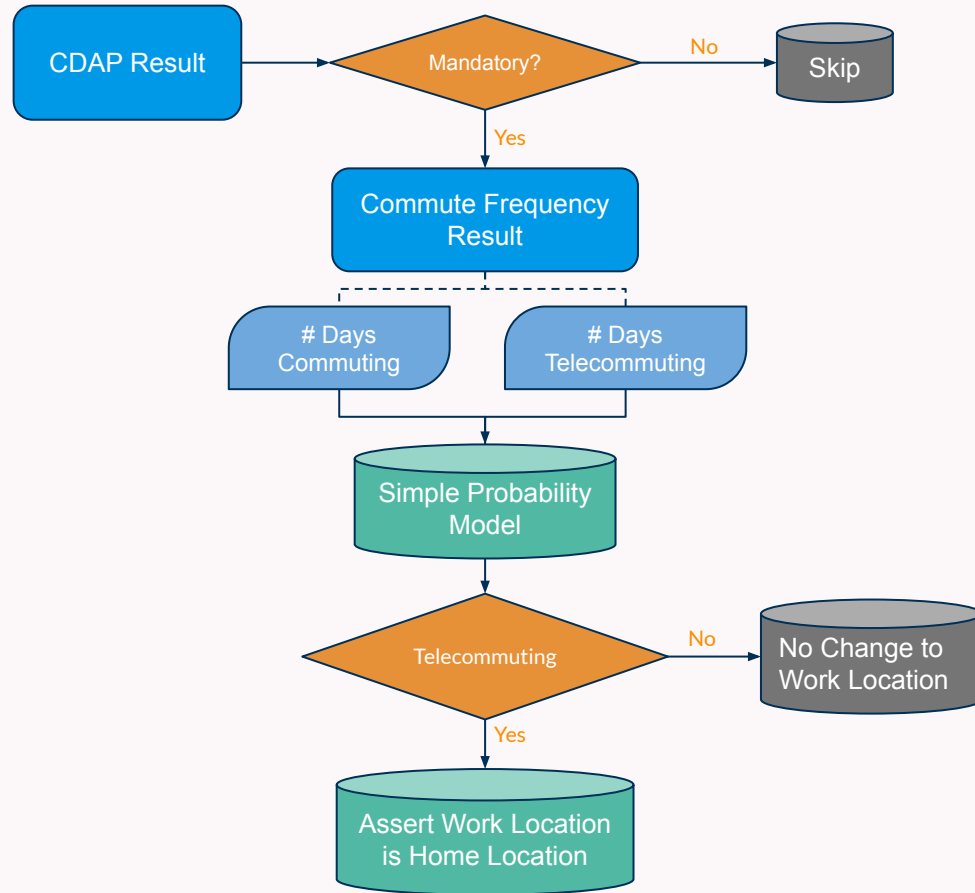 CDAP Result
Mandatory?
No
Skip
Yes
Commute Frequency
Result
# Days
Commuting
# Days
Telecommuting
Simple Probability
Model
Telecommuting
No
No Change to
Work Location
Yes
Assert Work Location
is Home Location